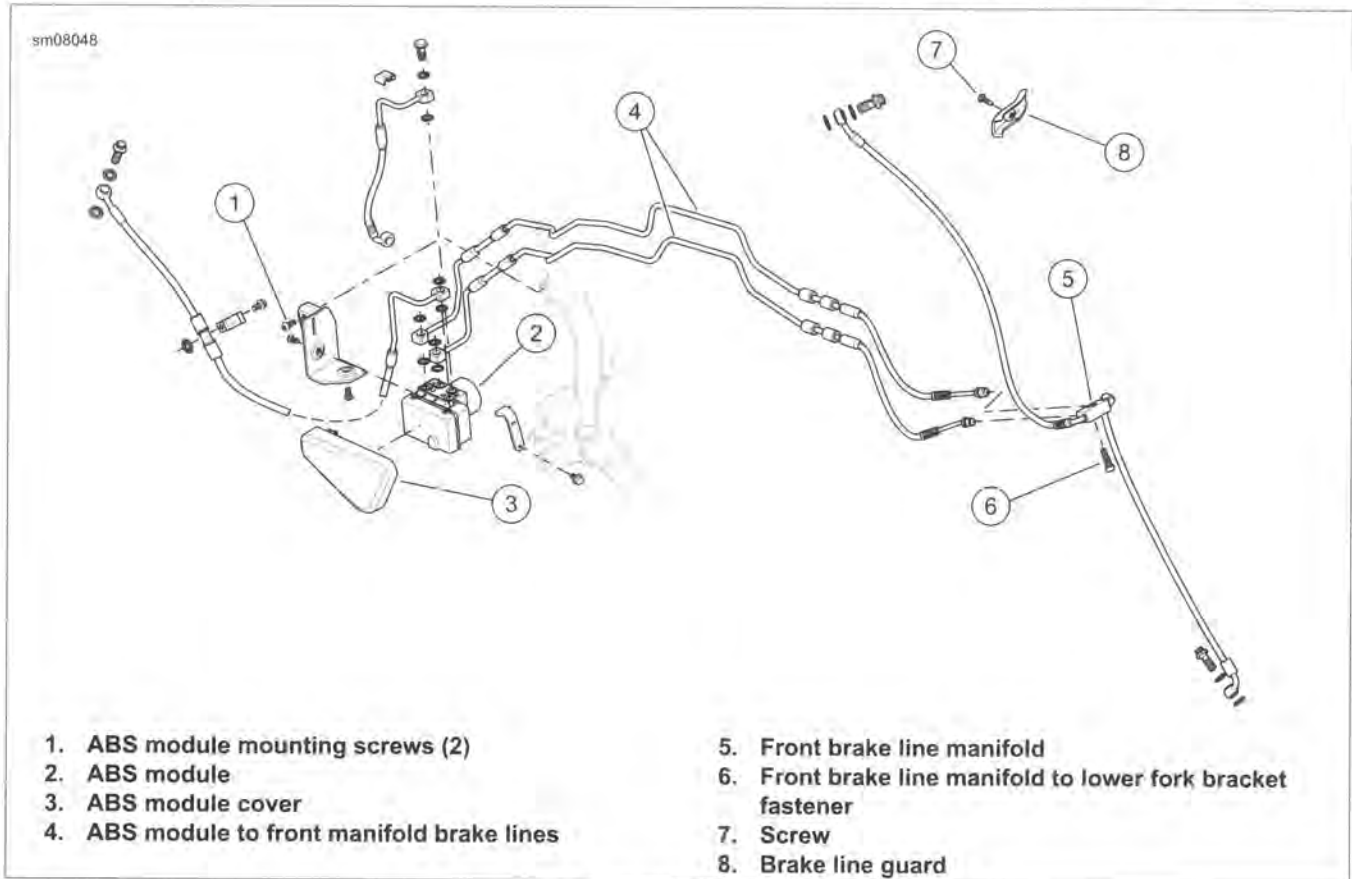 sm08048
7
4
8
1
5
2
6
3
1. ABS module mounting screws (2)
2. ABS module
3. ABS module cover
4. ABS module to front manifold brake lines
5. Front brake line manifold
6. Front brake line manifold to lower fork bracket
fastener
7. Screw
8. Brake line guard